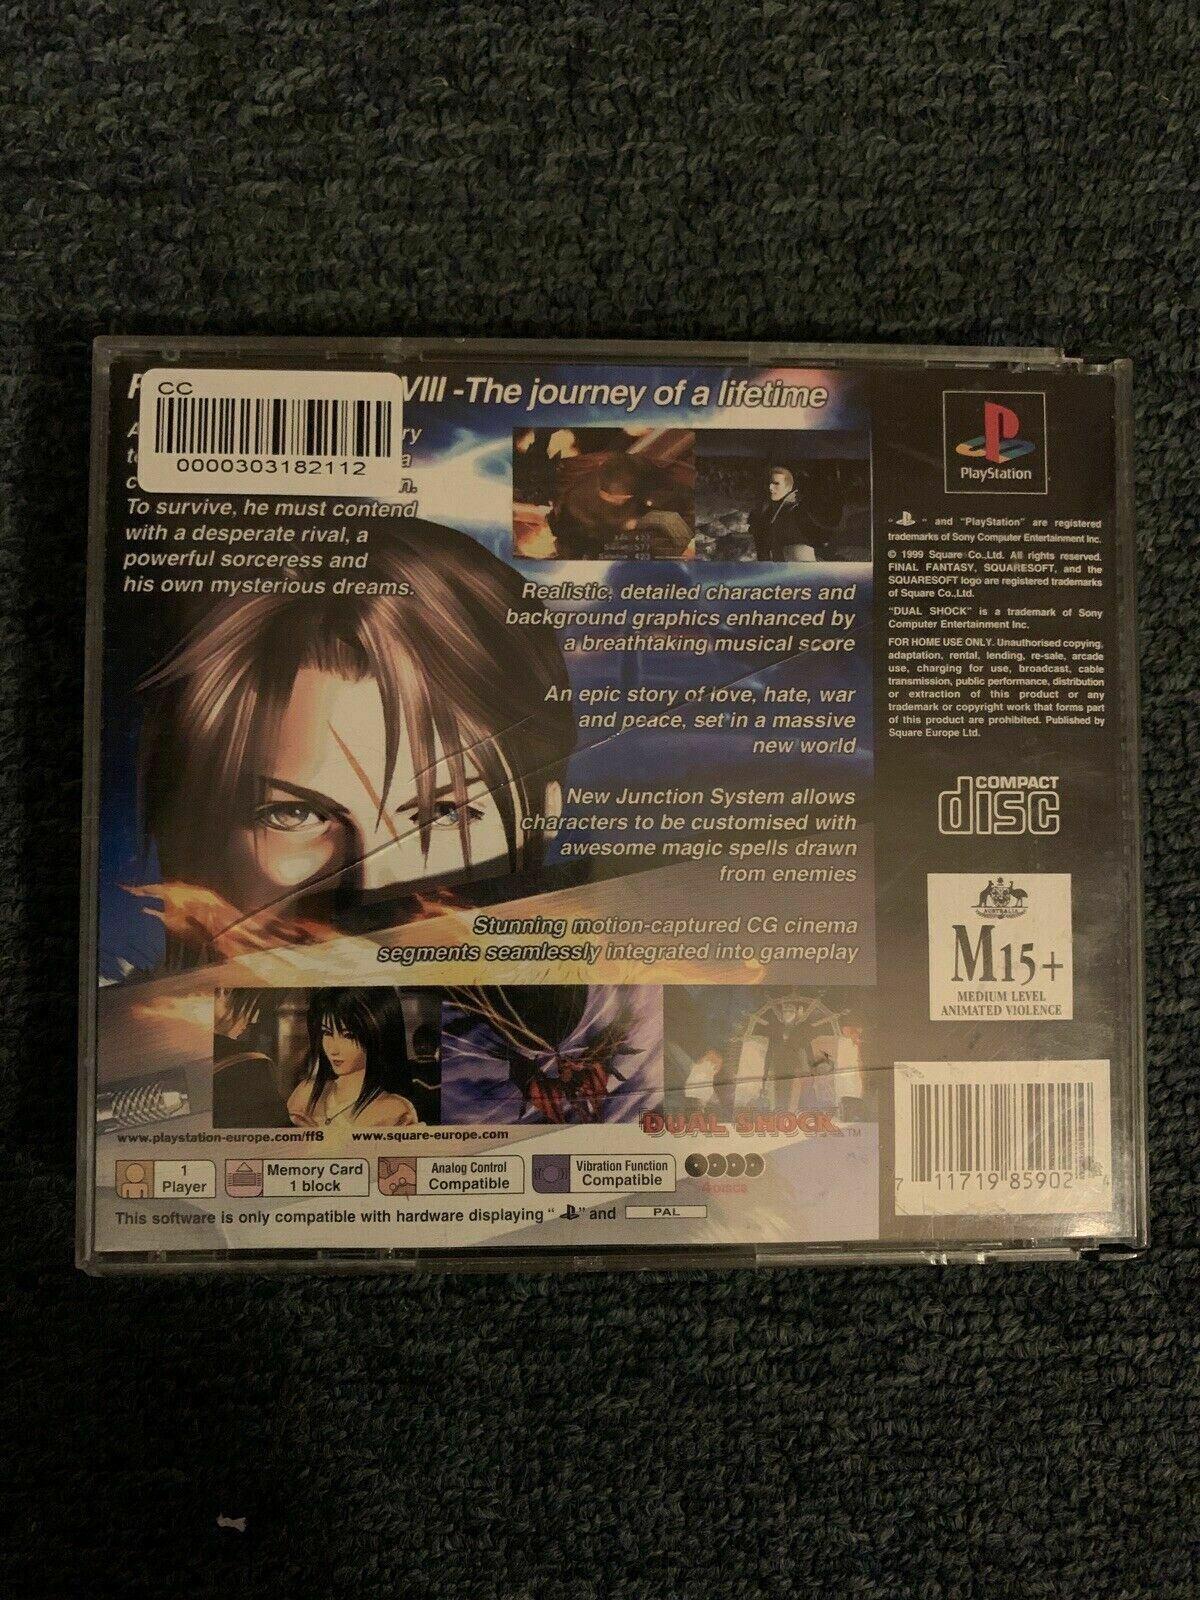 CC
0000303182112
VIII -The journey of a lifetime
To survive, he must contend
with a desperate rival, a
powerful sorceress and
his own mysterious dreams.
Realistic, detailed characters and
background graphics enhanced by
a breathtaking musical score
An epic story of love, hate, war
and peace, set in a massive
new world
New Junction System allows
characters to be customised with
awesome magic spells drawn
from enemies
Stunning motion-captured CG cinema
segments seamlessly integrated into gameplay
www.playstation-europe.com/ff8 www.square-europe.com
DUAL SHOCK™
1 Player
Memory Card
1 block
Analog Control
Compatible
Vibration Function
Compatible
4 DISCS
This software is only compatible with hardware displaying " " and PAL
PlayStation
" " and "PlayStation" are registered
trademarks of Sony Computer Entertainment Inc.
© 1999 Square Co.,Ltd. All rights reserved.
FINAL FANTASY, SQUARESOFT, and the
SQUARESOFT logo are registered trademarks
of Square Co.,Ltd.
"DUAL SHOCK" is a trademark of Sony
Computer Entertainment Inc.
FOR HOME USE ONLY. Unauthorised copying,
adaptation, rental, lending, re-sale, arcade
use, charging for use, broadcast, cable
transmission, public performance, distribution
or extraction of this product or any
trademark or copyright work that forms part
of this product are prohibited. Published by
Square Europe Ltd.
COMPACT
disc
AUSTRALIA
M15+
MEDIUM LEVEL
ANIMATED VIOLENCE
7 11719 85902 4